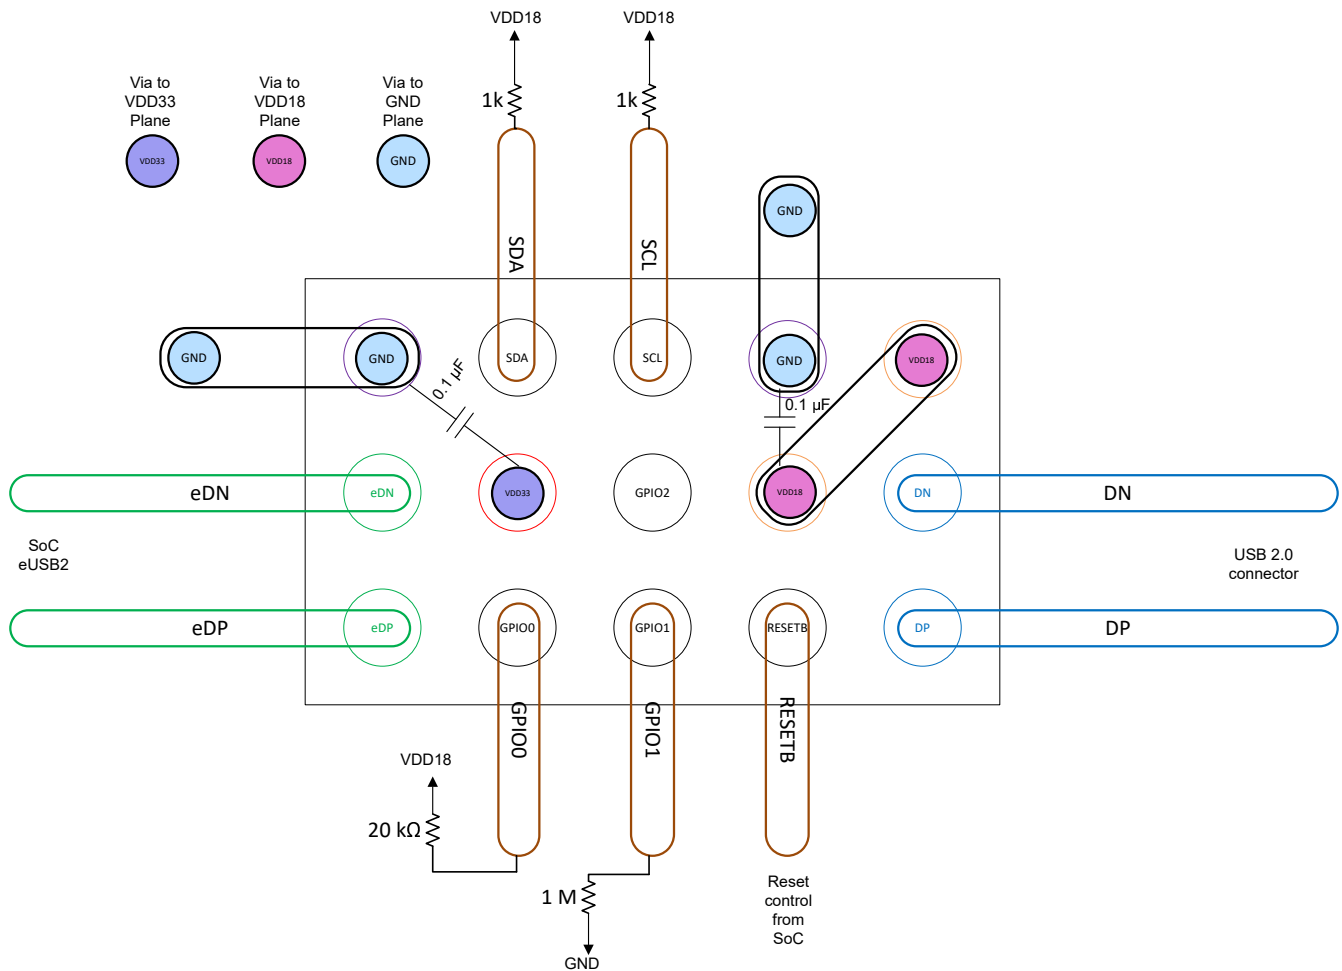 VDD18
VDD18
Via to
VDD33
Plane
Via to
VDD18
Plane
Via to
GND
Plane
1k
1k
VDD33
VDD18
GND
SDA
SCL
GND
GND
GND
SDA
SCL
GND
VDD18
0.1 µF
0.1 µF
eDN
eDN
VDD33
GPIO2
VDD18
DN
DN
SoC
eUSB2
USB 2.0
connector
eDP
eDP
GPIO0
GPIO1
RESETB
DP
DP
GPIO0
GPIO1
RESETB
VDD18
20 kΩ
1 M
Reset
control
from
SoC
GND